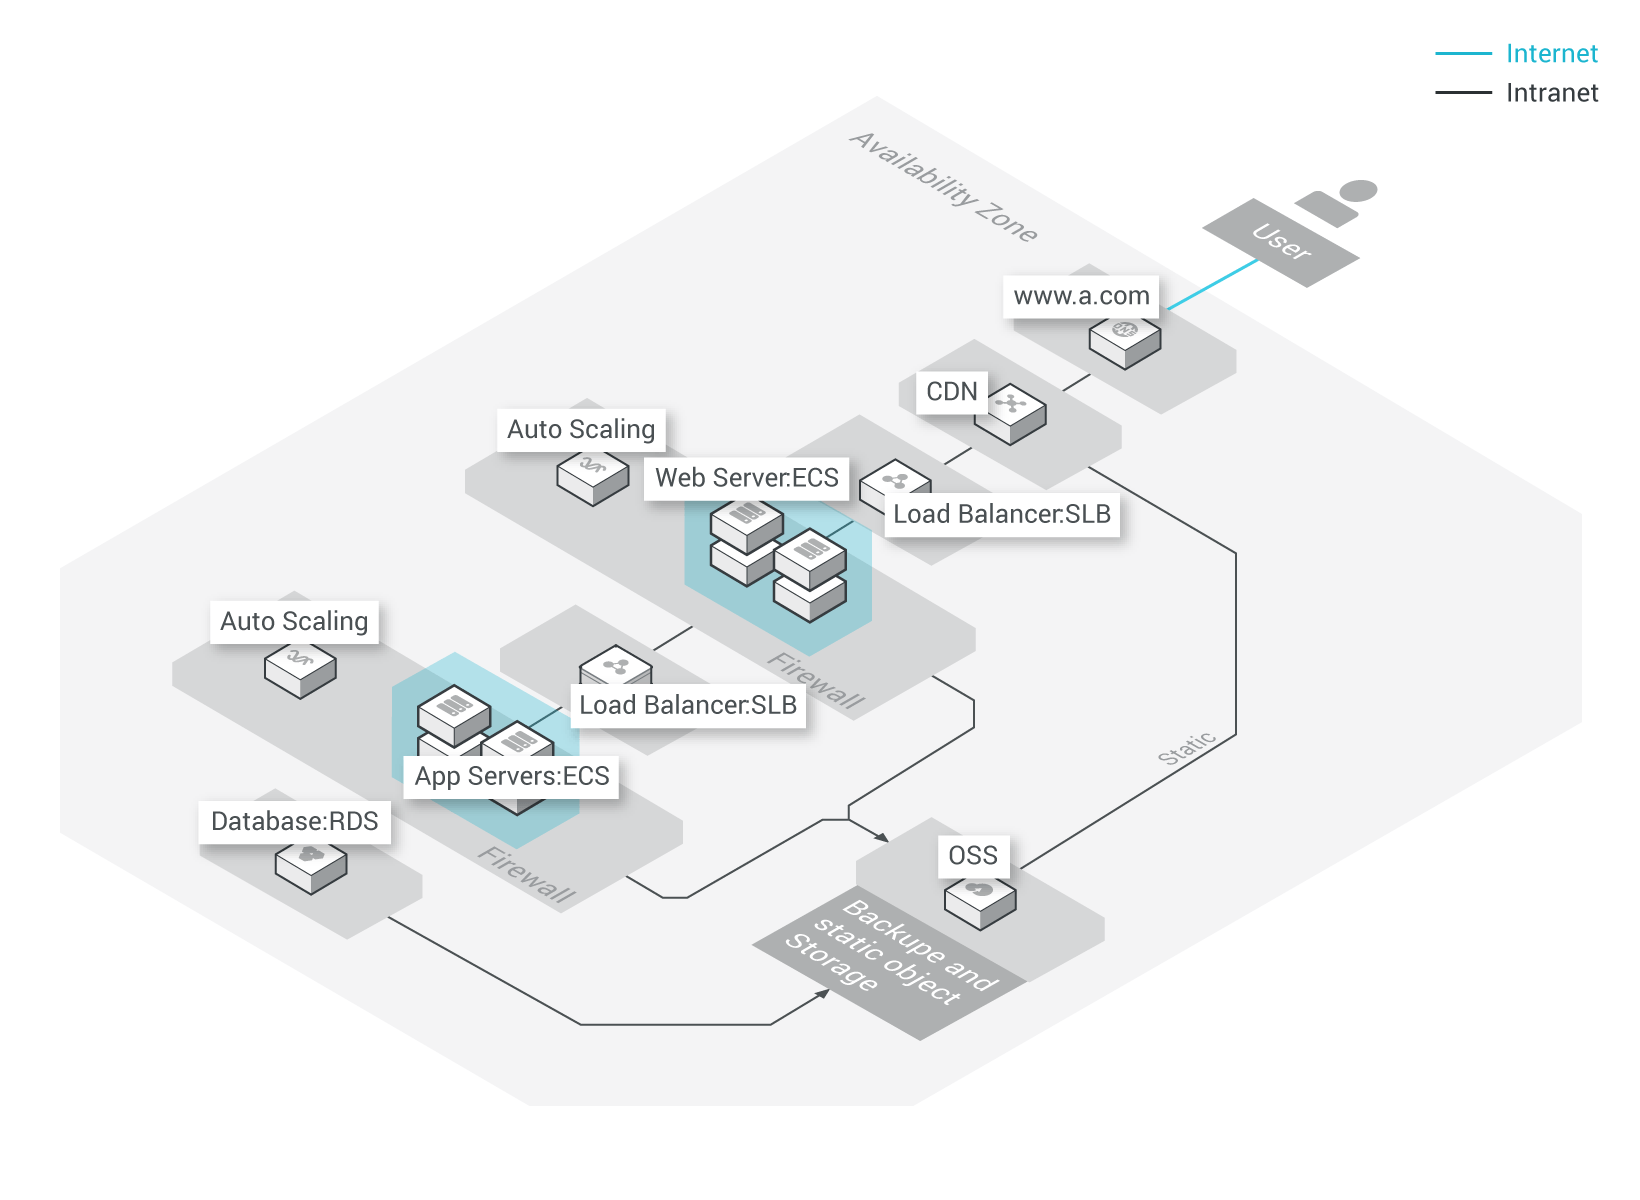 Internet
Intranet
Availability Zone
User
www.a.com
DNS
CDN
Auto Scaling
Web Server:ECS
Load Balancer:SLB
Auto Scaling
Firewall
Load Balancer:SLB
App Servers:ECS
Static
Database:RDS
OSS
Firewall
Backupe and
static object
Storage